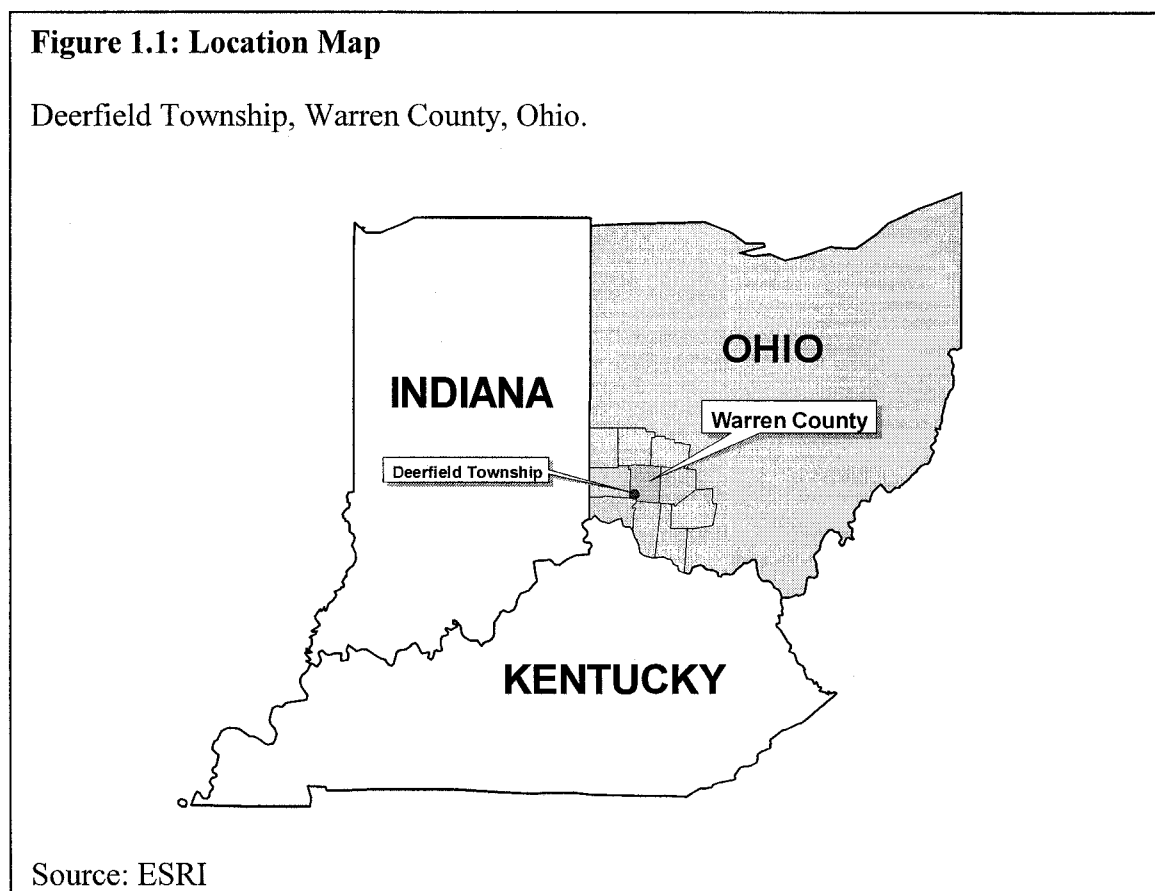 Figure 1.1: Location Map
Deerfield Township, Warren County, Ohio.
OHIO
INDIANA
Warren County
Deerfield Township
KENTUCKY
Source: ESRI